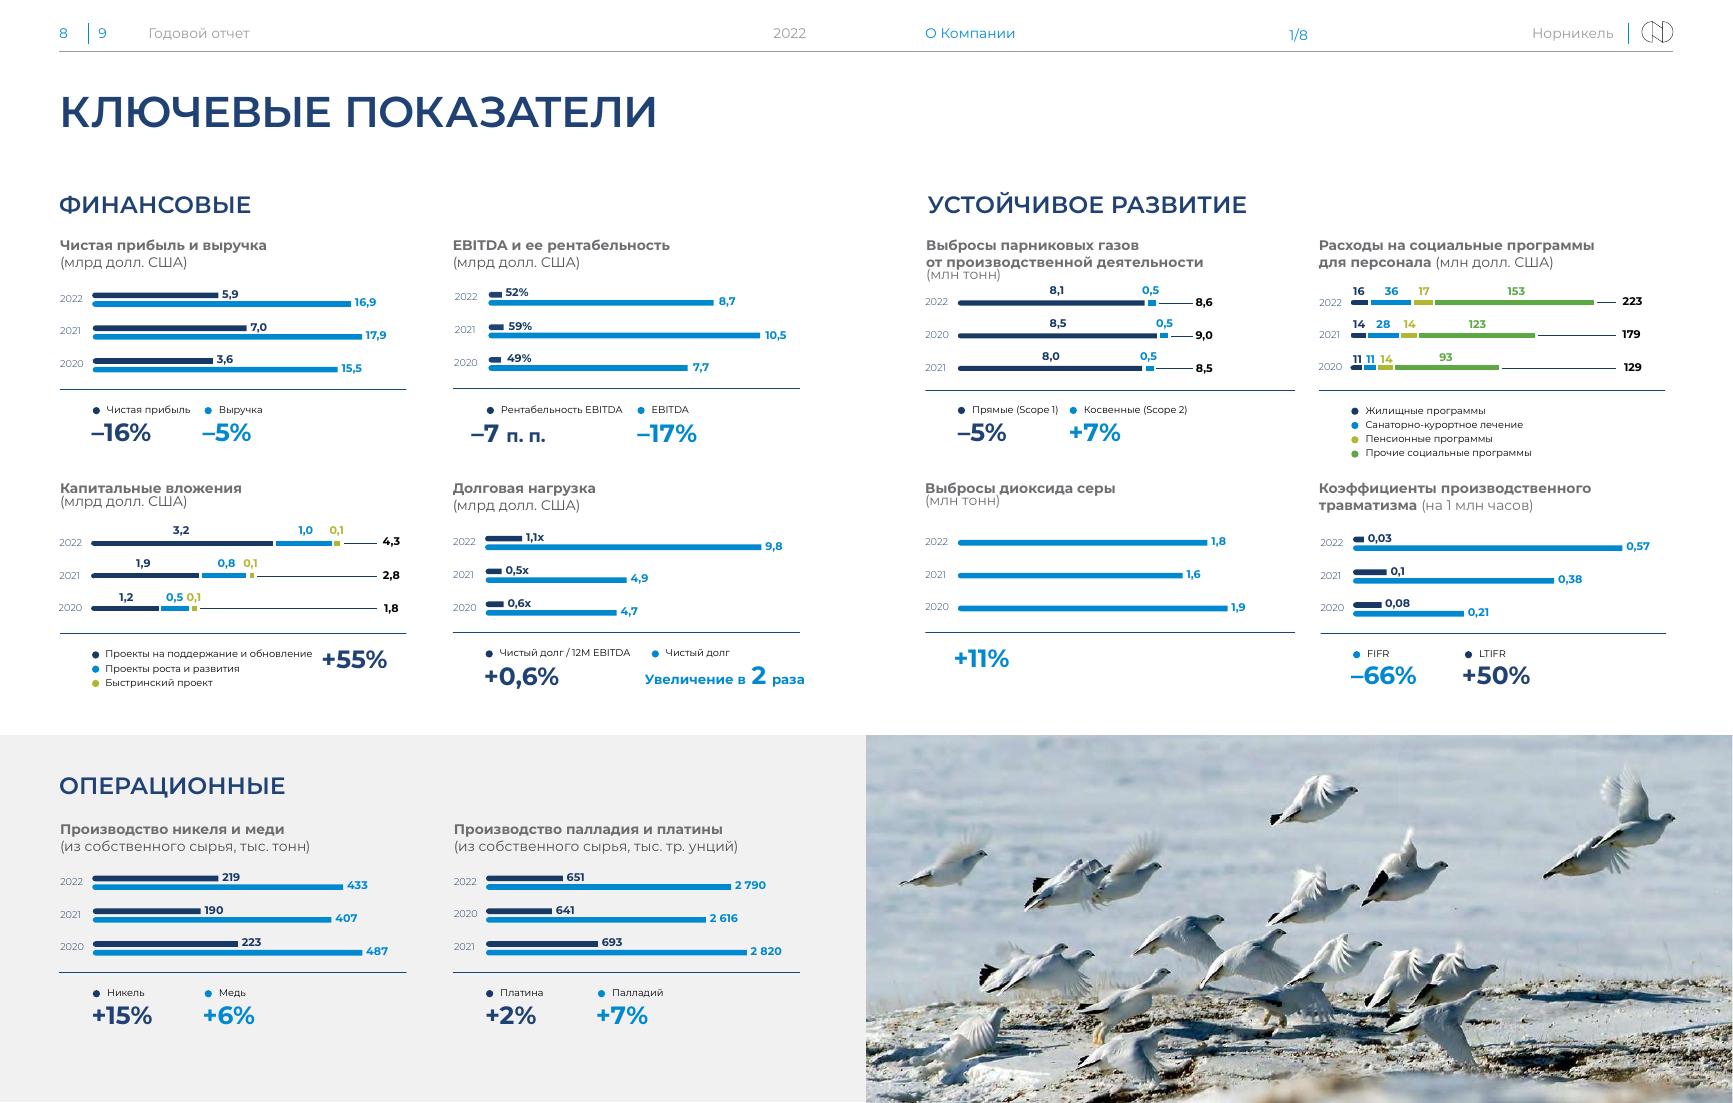 8 | 9 Годовой отчет 2022 О Компании 1/8 Норникель
КЛЮЧЕВЫЕ ПОКАЗАТЕЛИ
ФИНАНСОВЫЕ
Чистая прибыль и выручка
(млрд долл. США)
2022 5,9
16,9
2021 7,0
17,9
2020 3,6
15,5
Чистая прибыль Выручка
–16% –5%
EBITDA и ее рентабельность
(млрд долл. США)
2022 52%
8,7
2021 59%
10,5
2020 49%
7,7
Рентабельность EBITDA EBITDA
–7 п. п. –17%
Капитальные вложения
(млрд долл. США)
3,2 1,0 0,1
2022 4,3
1,9 0,8 0,1
2021 2,8
1,2 0,5 0,1
2020 1,8
Проекты на поддержание и обновление +55%
Проекты роста и развития
Быстринский проект
Долговая нагрузка
(млрд долл. США)
2022 1,1x
9,8
2021 0,5x
4,9
2020 0,6x
4,7
Чистый долг / 12М EBITDA Чистый долг
+0,6% Увеличение в 2 раза
УСТОЙЧИВОЕ РАЗВИТИЕ
Выбросы парниковых газов
от производственной деятельности
(млн тонн)
8,1 0,5
2022 8,6
8,5 0,5
2020 9,0
8,0 0,5
2021 8,5
Прямые (Scope 1) Косвенные (Scope 2)
–5% +7%
Расходы на социальные программы
для персонала (млн долл. США)
16 36 17 153
2022 223
14 28 14 123
2021 179
11 11 14 93
2020 129
Жилищные программы
Санаторно-курортное лечение
Пенсионные программы
Прочие социальные программы
Выбросы диоксида серы
(млн тонн)
2022 1,8
2021 1,6
2020 1,9
+11%
Коэффициенты производственного
травматизма (на 1 млн часов)
2022 0,03
0,57
2021 0,1
0,38
2020 0,08
0,21
FIFR LTIFR
–66% +50%
ОПЕРАЦИОННЫЕ
Производство никеля и меди
(из собственного сырья, тыс. тонн)
2022 219
433
2021 190
407
2020 223
487
Никель Медь
+15% +6%
Производство палладия и платины
(из собственного сырья, тыс. тр. унций)
2022 651
2 790
2020 641
2 616
2021 693
2 820
Платина Палладий
+2% +7%